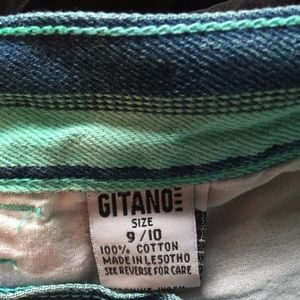 GITANO
SIZE
9/10
100% COTTON
MADE IN LESOTHO
SEE REVERSE FOR CARE